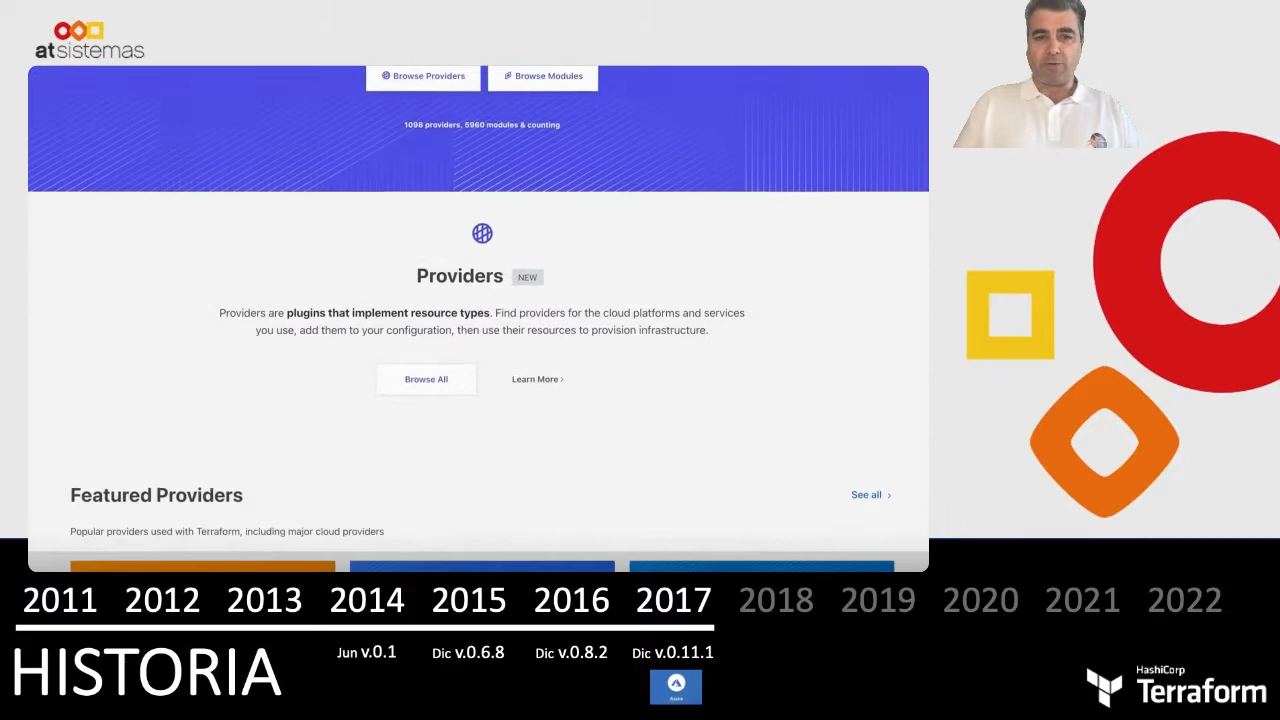 atsistemas
Browse Providers
Browse Modules
1098 providers, 5960 modules & counting
Providers NEW
Providers are plugins that implement resource types. Find providers for the cloud platforms and services
you use, add them to your configuration, then use their resources to provision infrastructure.
Browse All
Learn More ›
Featured Providers
See all ›
Popular providers used with Terraform, including major cloud providers
2011 2012 2013 2014 2015 2016 2017 2018 2019 2020 2021 2022
Jun v.0.1
Dic v.0.6.8
Dic v.0.8.2
Dic v.0.11.1
HISTORIA
HashiCorp
Terraform